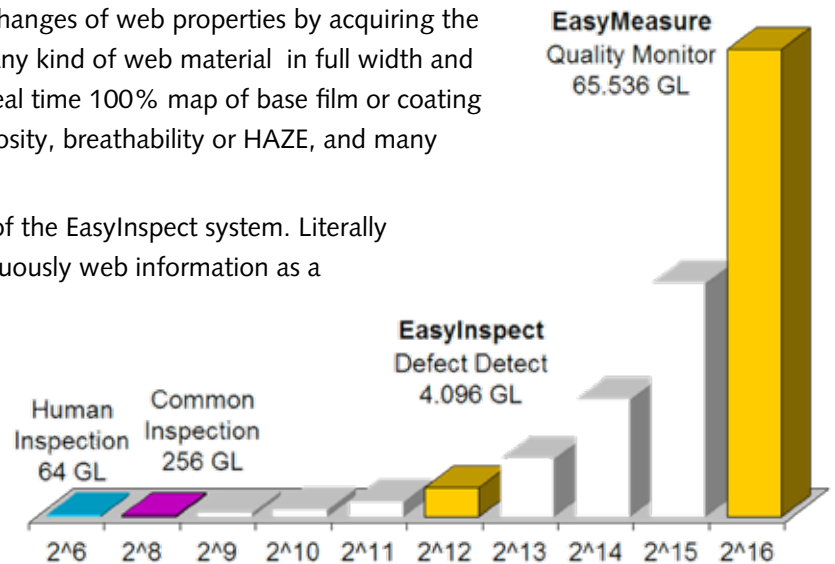 hanges of web properties by acquiring the
any kind of web material in full width and
eal time 100% map of base film or coating
osity, breathability or HAZE, and many
of the EasyInspect system. Literally
uously web information as a
EasyMeasure
Quality Monitor
65.536 GL
EasyInspect
Defect Detect
4.096 GL
Human
Inspection
64 GL
Common
Inspection
256 GL
2^6 2^8 2^9 2^10 2^11 2^12 2^13 2^14 2^15 2^16